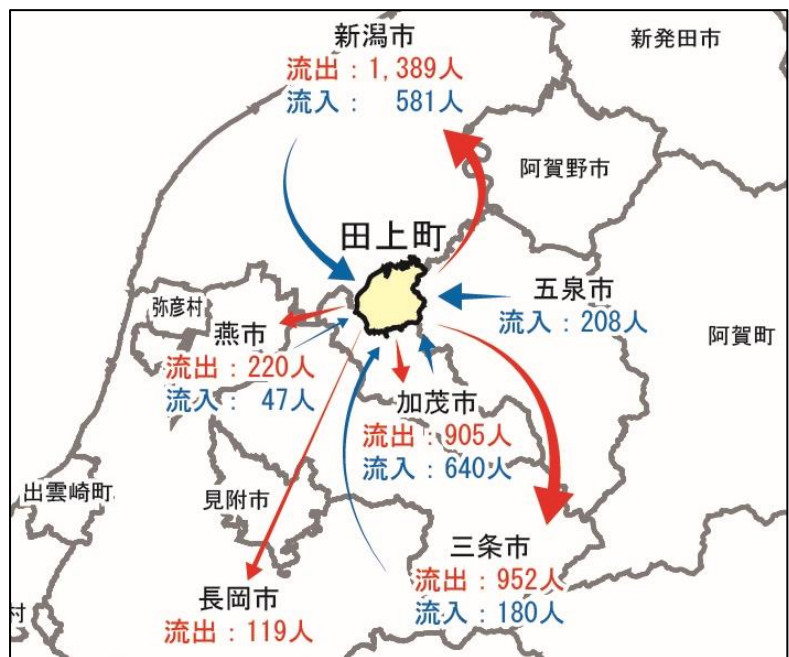 新潟市
流出：1,389人
流入：　581人
新発田市
阿賀野市
田上町
五泉市
流入：208人
弥彦村
燕市
流出：220人
流入：　47人
阿賀町
加茂市
流出：905人
流入：640人
出雲崎町
見附市
三条市
流出：952人
流入：180人
長岡市
流出：119人
村